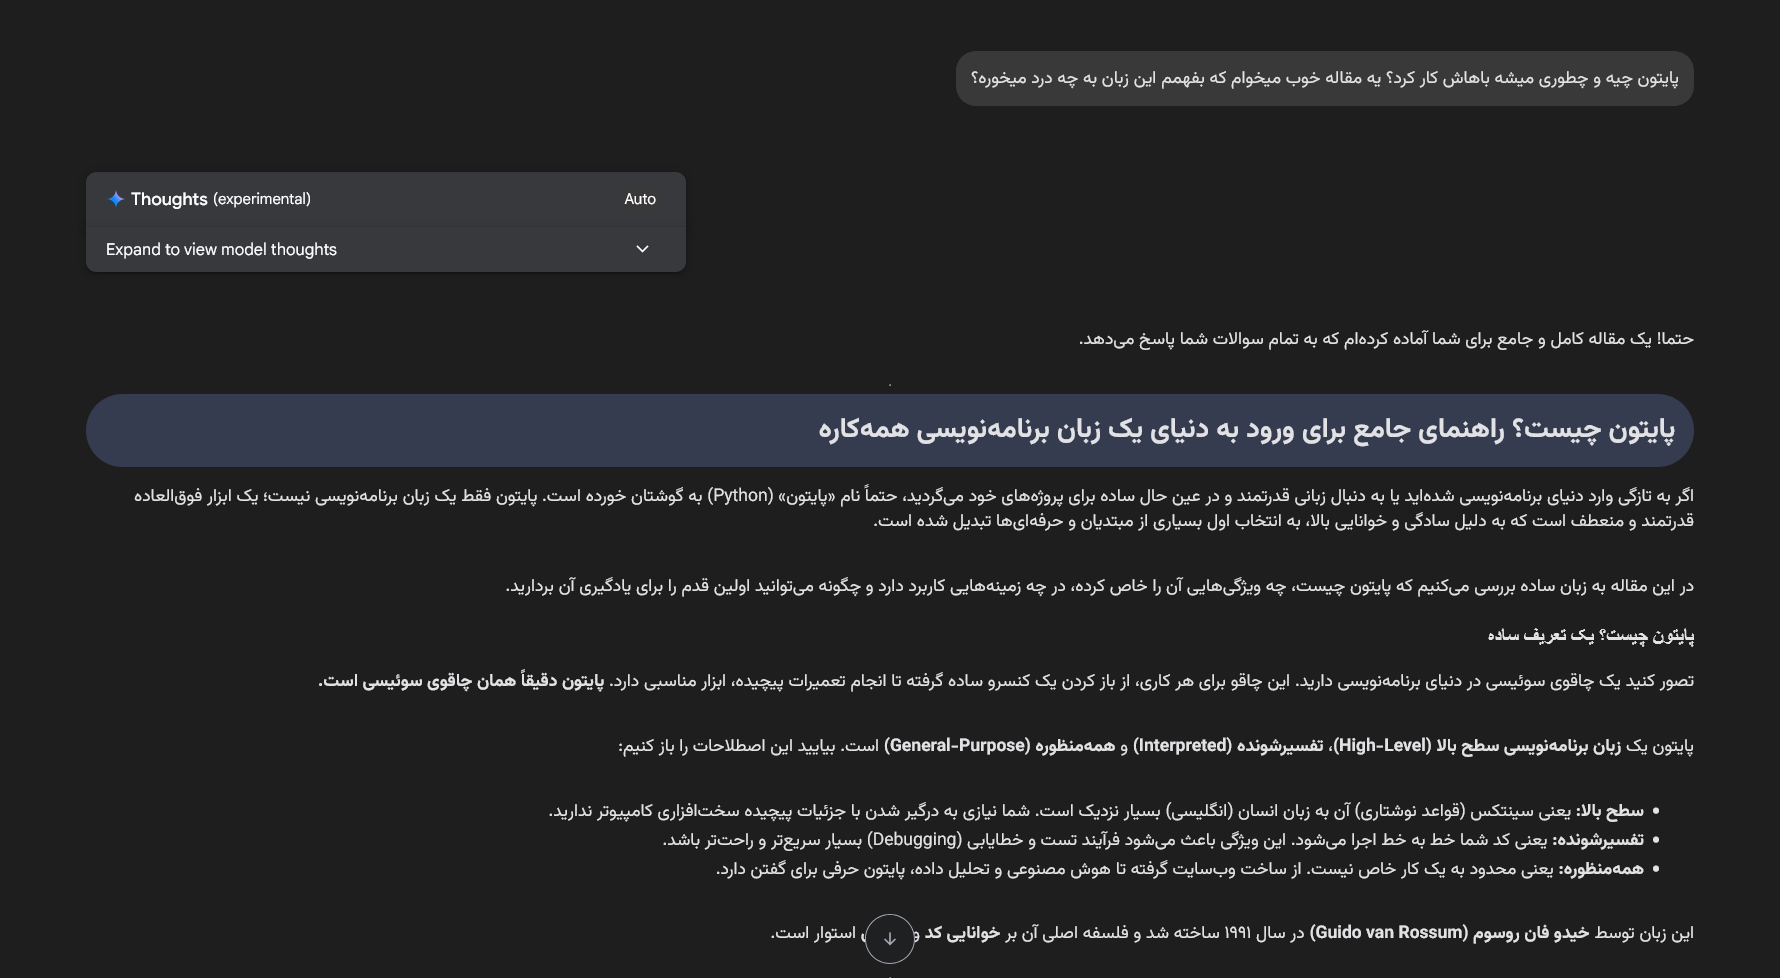 پایتون چیه و چطوری میشه باهاش کار کرد؟ یه مقاله خوب میخوام که بفهمم این زبان به چه درد میخوره؟
Thoughts (experimental) Auto
Expand to view model thoughts
حتما! یک مقاله کامل و جامع برای شما آماده کرده‌ام که به تمام سوالات شما پاسخ می‌دهد.
پایتون چیست؟ راهنمای جامع برای ورود به دنیای یک زبان برنامه‌نویسی همه‌کاره
اگر به تازگی وارد دنیای برنامه‌نویسی شده‌اید یا به دنبال زبانی قدرتمند و در عین حال ساده برای پروژه‌های خود می‌گردید، حتماً نام «پایتون» (Python) به گوشتان خورده است. پایتون فقط یک زبان برنامه‌نویسی نیست؛ یک ابزار فوق‌العاده
قدرتمند و منعطف است که به دلیل سادگی و خوانایی بالا، به انتخاب اول بسیاری از مبتدیان و حرفه‌ای‌ها تبدیل شده است.
در این مقاله به زبان ساده بررسی می‌کنیم که پایتون چیست، چه ویژگی‌هایی آن را خاص کرده، در چه زمینه‌هایی کاربرد دارد و چگونه می‌توانید اولین قدم را برای یادگیری آن بردارید.
پایتون چیست؟ یک تعریف ساده
تصور کنید یک چاقوی سوئیسی در دنیای برنامه‌نویسی دارید. این چاقو برای هر کاری، از باز کردن یک کنسرو ساده گرفته تا انجام تعمیرات پیچیده، ابزار مناسبی دارد. پایتون دقیقاً همان چاقوی سوئیسی است.
پایتون یک زبان برنامه‌نویسی سطح بالا (High-Level)، تفسیرشونده (Interpreted) و همه‌منظوره (General-Purpose) است. بیایید این اصطلاحات را باز کنیم:
• سطح بالا: یعنی سینتکس (قواعد نوشتاری) آن به زبان انسان (انگلیسی) بسیار نزدیک است. شما نیازی به درگیر شدن با جزئیات پیچیده سخت‌افزاری کامپیوتر ندارید.
• تفسیرشونده: یعنی کد شما خط به خط اجرا می‌شود. این ویژگی باعث می‌شود فرآیند تست و خطایابی (Debugging) بسیار سریع‌تر و راحت‌تر باشد.
• همه‌منظوره: یعنی محدود به یک کار خاص نیست. از ساخت وب‌سایت گرفته تا هوش مصنوعی و تحلیل داده، پایتون حرفی برای گفتن دارد.
این زبان توسط خیدو فان روسوم (Guido van Rossum) در سال ۱۹۹۱ ساخته شد و فلسفه اصلی آن بر خوانایی کد و استوار است.